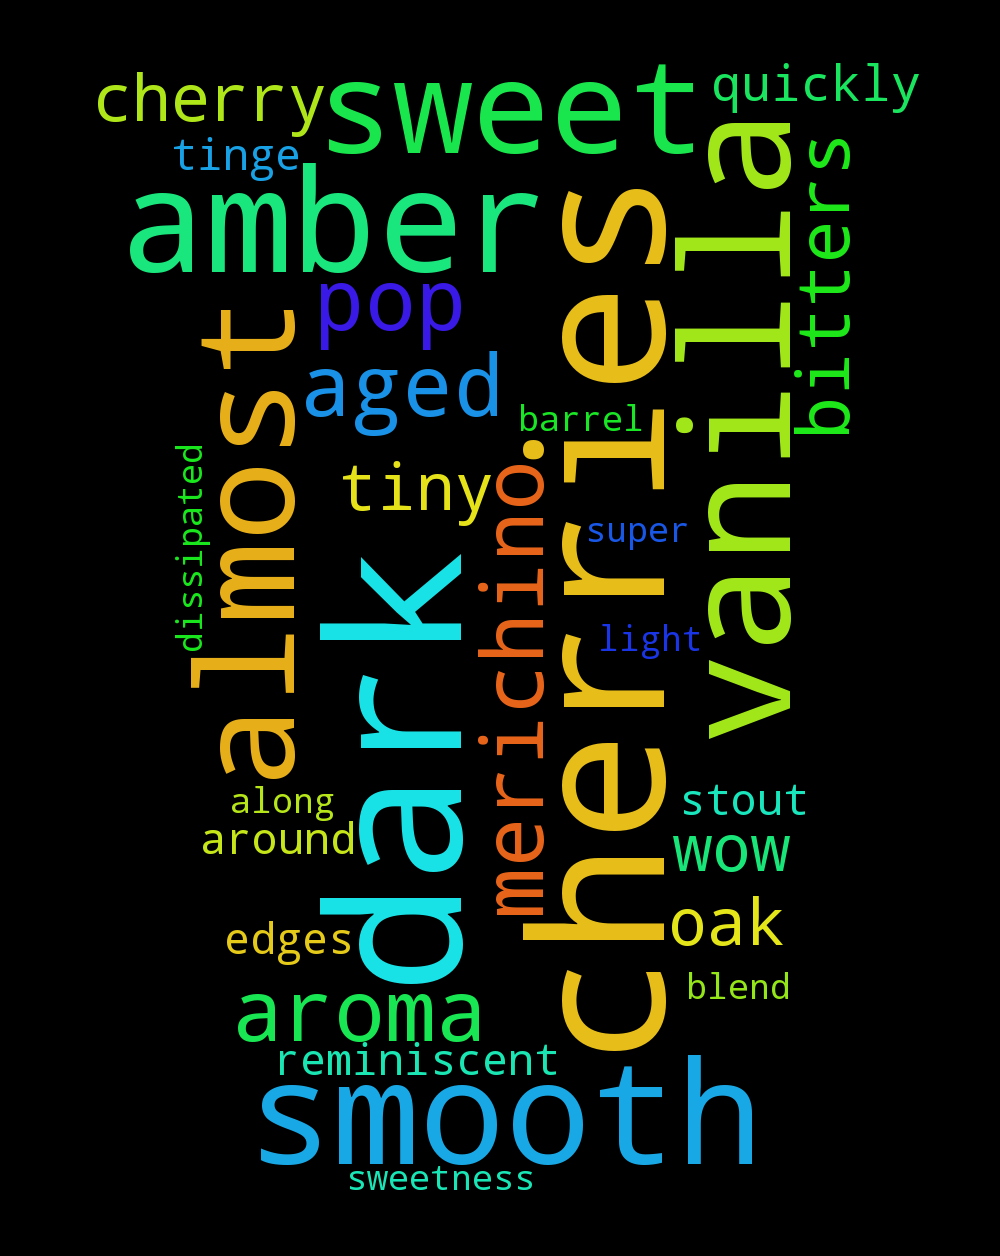 sweet
quickly
cherry
tinge
amber
vanilla
bitters
cherries
pop
almost
aged
barrel
merichino
tiny
dissipated
super
dark
light
along
stout
around
wow
oak
edges
blend
aroma
reminiscent
smooth
sweetness